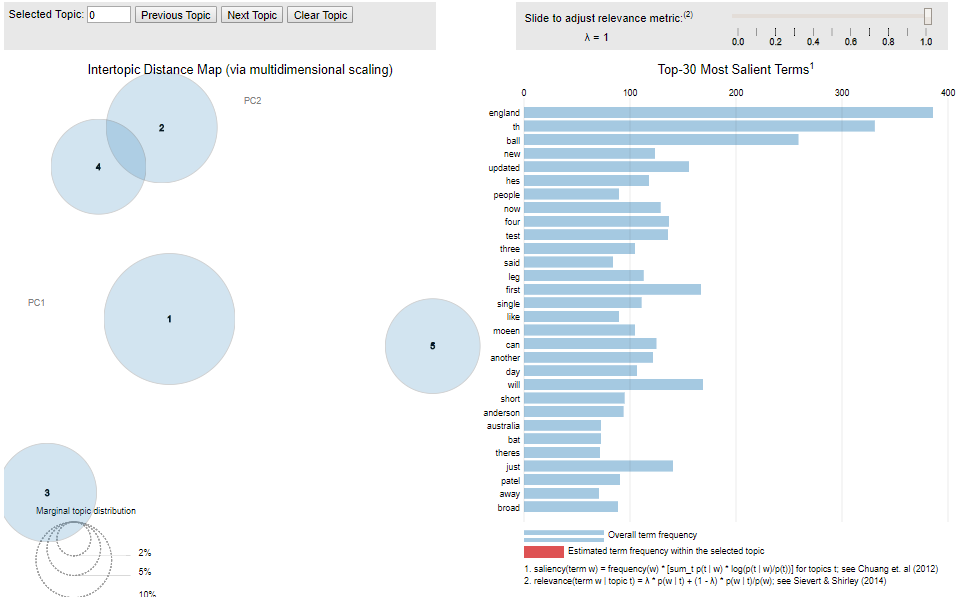 Selected Topic: 0 Previous Topic Next Topic Clear Topic
Slide to adjust relevance metric:(2)
λ = 1
0.0 0.2 0.4 0.6 0.8 1.0
Intertopic Distance Map (via multidimensional scaling)
PC2
2
4
PC1
1
5
3
Marginal topic distribution
2%
5%
10%
Top-30 Most Salient Terms1
0 100 200 300 400
england
th
ball
new
updated
hes
people
now
four
test
three
said
leg
first
single
like
moeen
can
another
day
will
short
anderson
australia
bat
theres
just
patel
away
broad
Overall term frequency
Estimated term frequency within the selected topic
1. saliency(term w) = frequency(w) * [sum_t p(t | w) * log(p(t | w)/p(t))] for topics t; see Chuang et. al (2012)
2. relevance(term w | topic t) = λ * p(w | t) + (1 - λ) * p(w | t)/p(w); see Sievert & Shirley (2014)